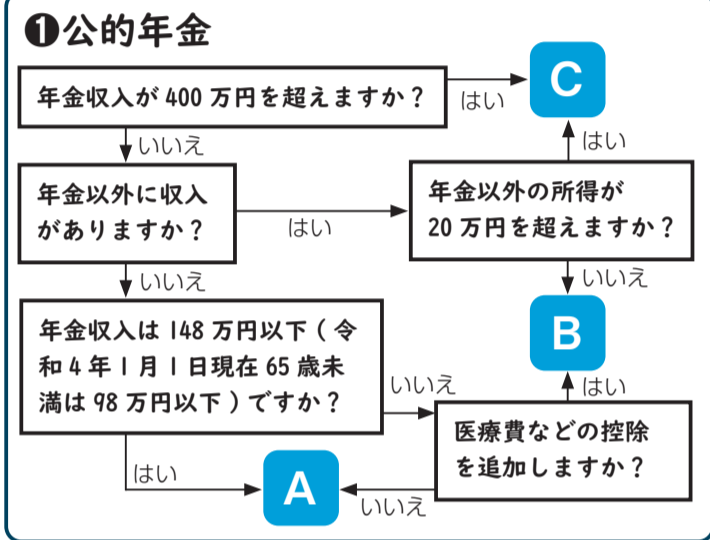 ❶公的年金
年金収入が400万円を超えますか？
はい
C
いいえ
はい
年金以外に収入
がありますか？
はい
年金以外の所得が
20万円を超えますか？
いいえ
いいえ
B
年金収入は148万円以下（令
和4年1月1日現在65歳未
満は98万円以下）ですか？
いいえ
はい
医療費などの控除
を追加しますか？
はい
A
いいえ